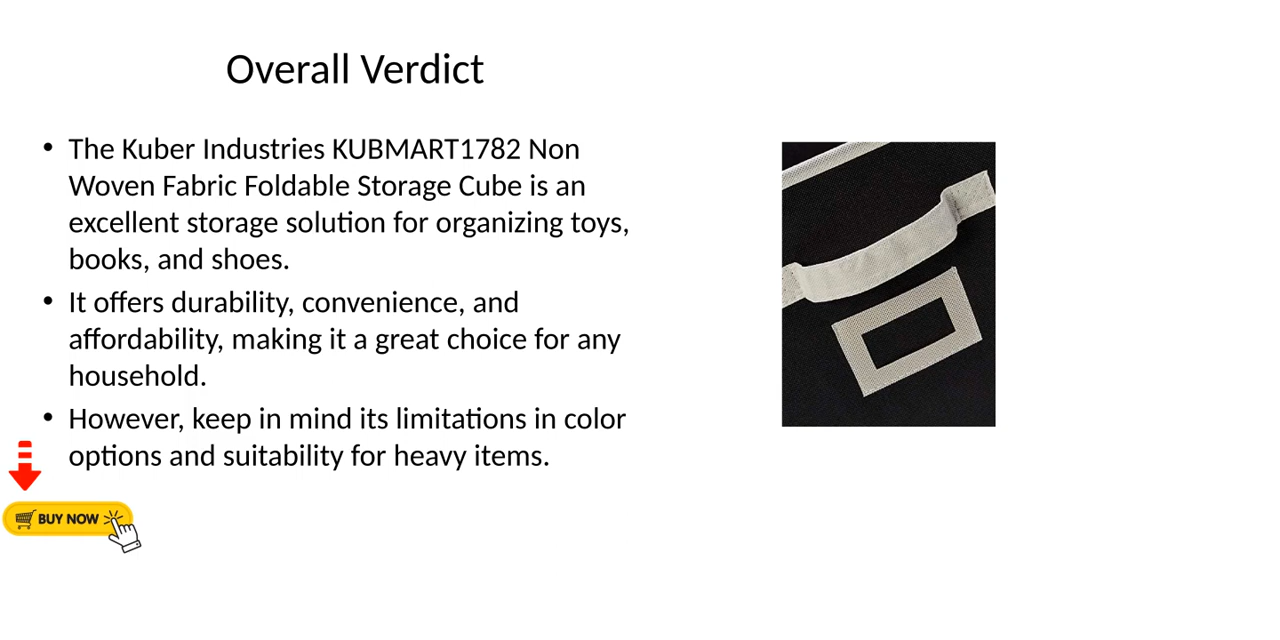 Overall Verdict
• The Kuber Industries KUBMART1782 Non
Woven Fabric Foldable Storage Cube is an
excellent storage solution for organizing toys,
books, and shoes.
• It offers durability, convenience, and
affordability, making it a great choice for any
household.
• However, keep in mind its limitations in color
options and suitability for heavy items.
BUY NOW